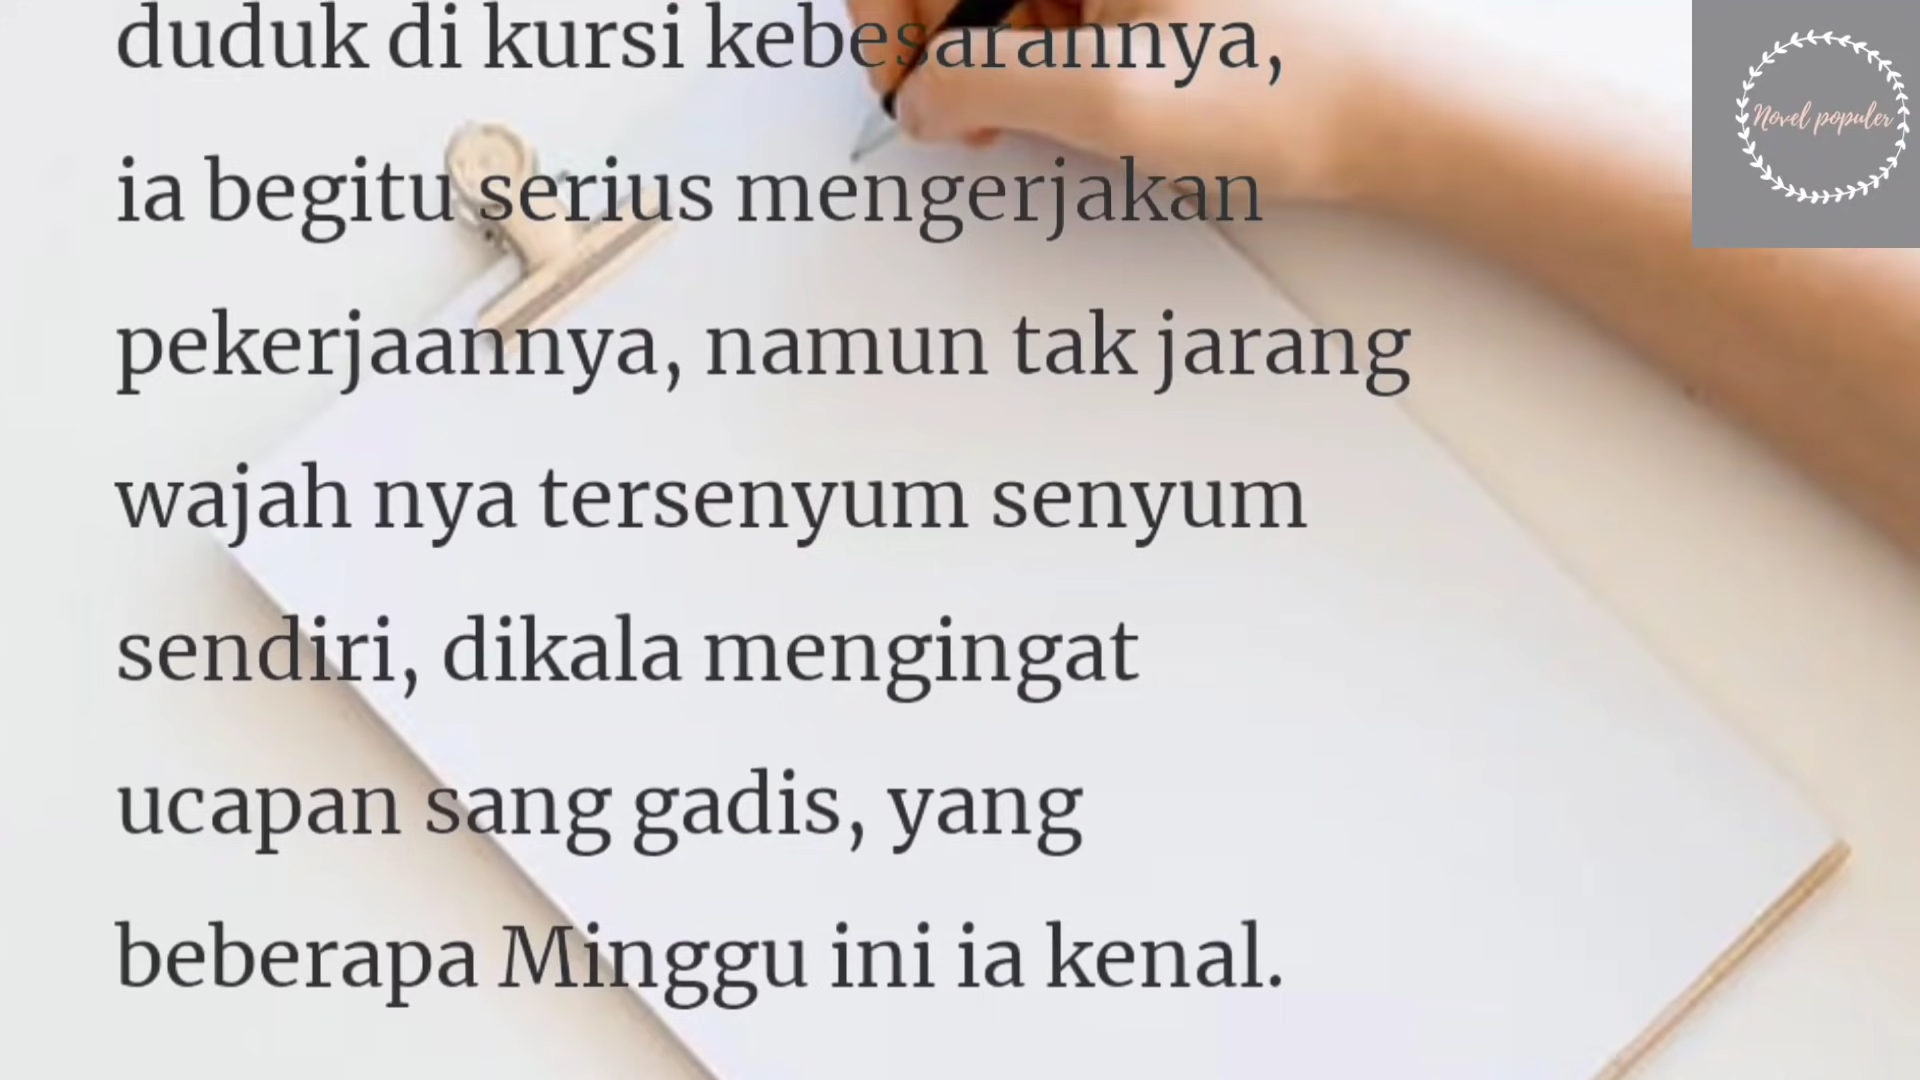 duduk di kursi kebesarannya,
ia begitu serius mengerjakan
pekerjaannya, namun tak jarang
wajah nya tersenyum senyum
sendiri, dikala mengingat
ucapan sang gadis, yang
beberapa Minggu ini ia kenal.
Novel populer